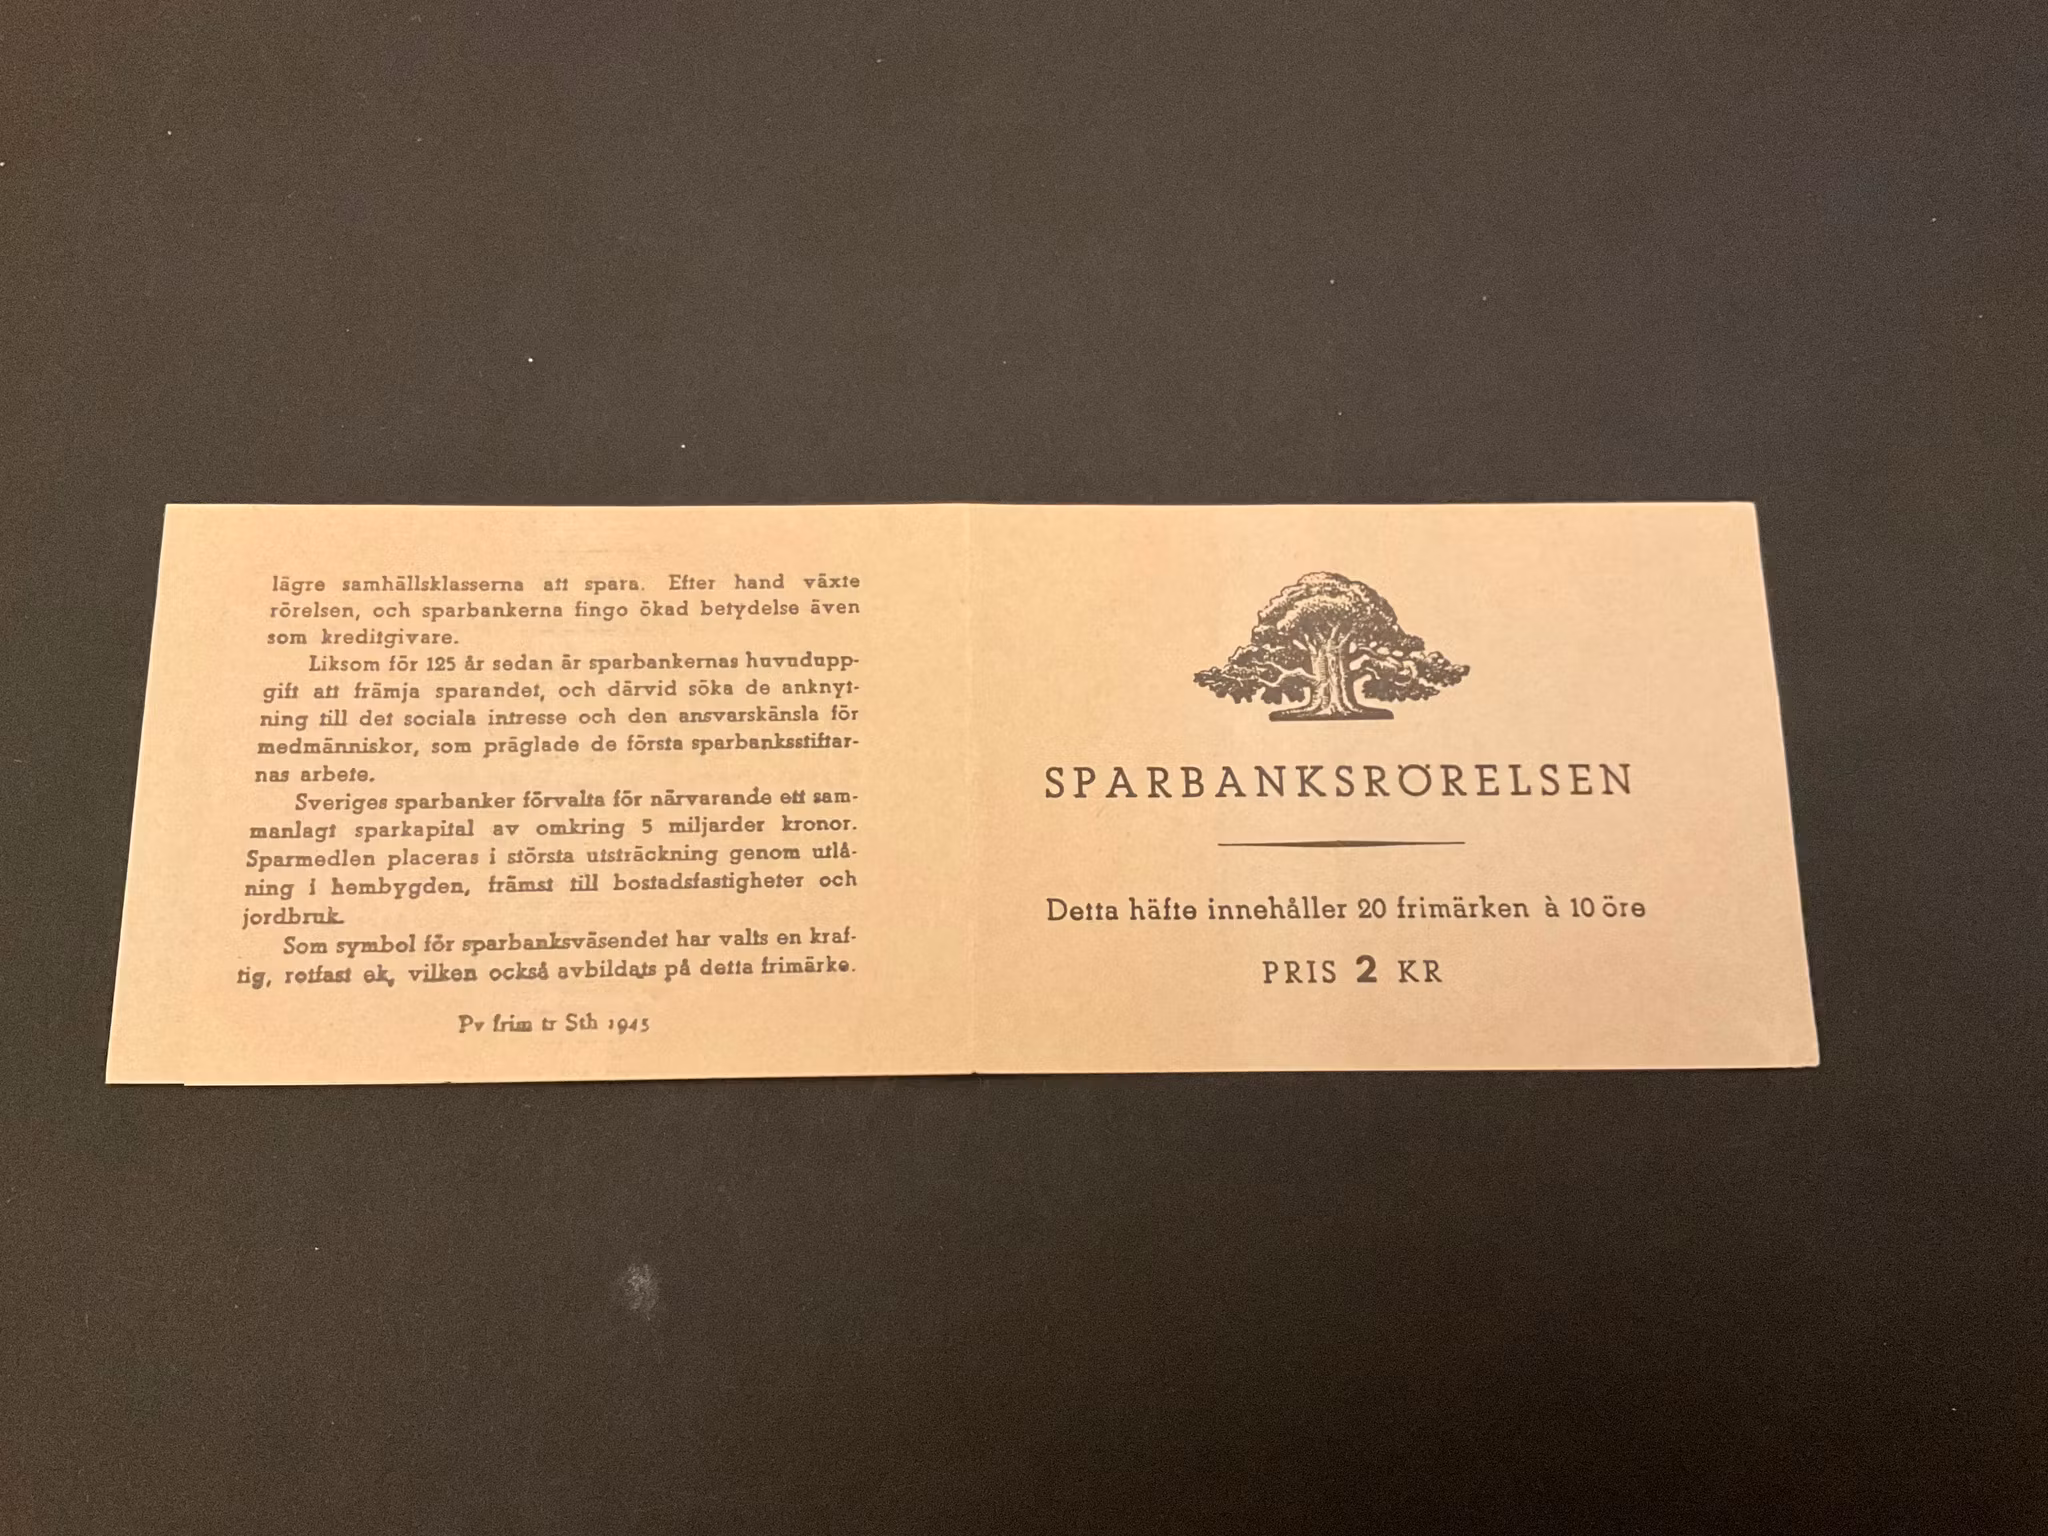 lägre samhällsklasserna att spara. Efter hand växte
rörelsen, och sparbankerna fingo ökad betydelse även
som kreditgivare.
Liksom för 125 år sedan är sparbankernas huvudupp-
gift att främja sparandet, och därvid söka de anknyt-
ning till det sociala intresse och den ansvarskänsla för
medmänniskor, som präglade de första sparbanksstiftar-
nas arbete.
Sveriges sparbanker förvalta för närvarande ett sam-
manlagt sparkapital av omkring 5 miljarder kronor.
Sparmedlen placeras i största utsträckning genom utlå-
ning i hembygden, främst till bostadsfastigheter och
jordbruk.
Som symbol för sparbanksväsendet har valts en kraf-
tig, rotfast ek, vilken också avbildats på detta frimärke.
Pv frim tr Sth 1945
SPARBANKSRÖRELSEN
Detta häfte innehåller 20 frimärken à 10 öre
PRIS 2 KR